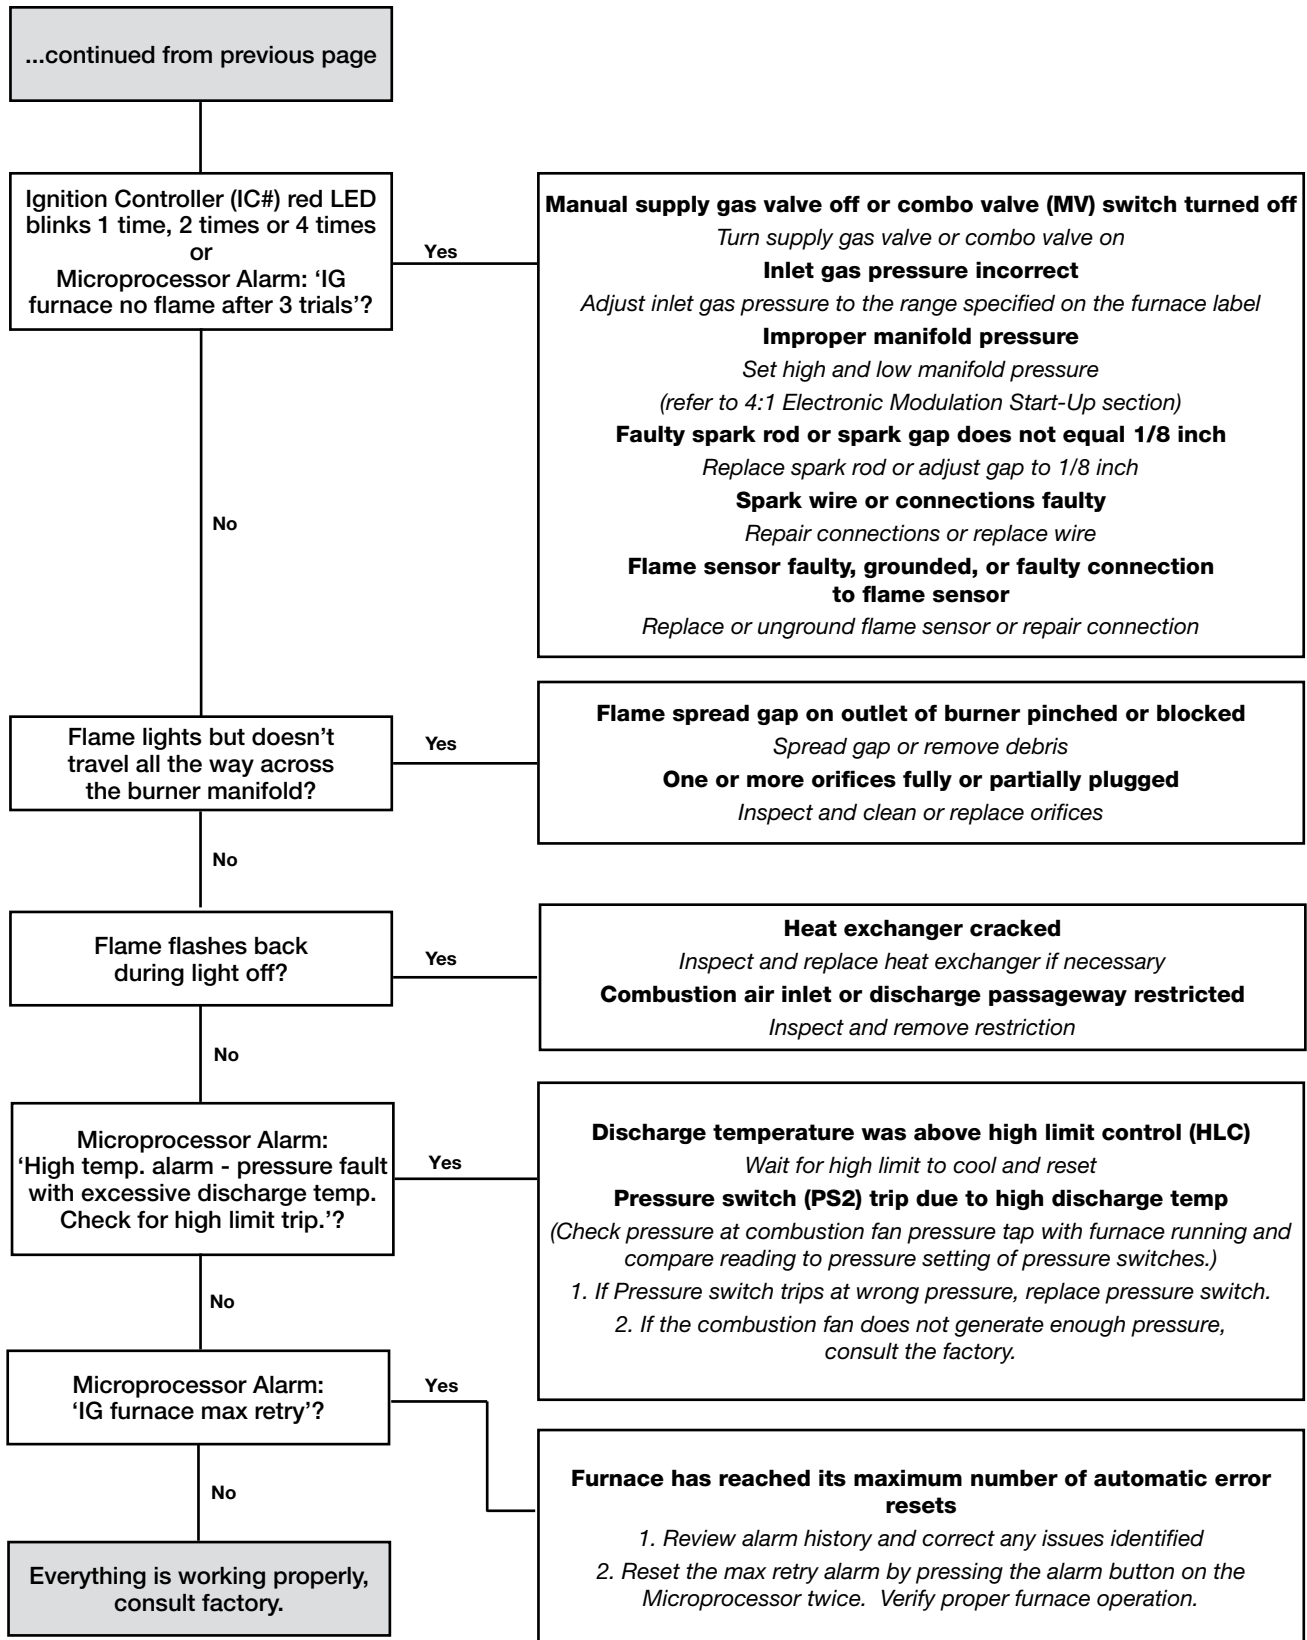 ...continued from previous page
Ignition Controller (IC#) red LED
blinks 1 time, 2 times or 4 times
or
Microprocessor Alarm: ‘IG
furnace no flame after 3 trials’?
Yes
Manual supply gas valve off or combo valve (MV) switch turned off
Turn supply gas valve or combo valve on
Inlet gas pressure incorrect
Adjust inlet gas pressure to the range specified on the furnace label
Improper manifold pressure
Set high and low manifold pressure
(refer to 4:1 Electronic Modulation Start-Up section)
Faulty spark rod or spark gap does not equal 1/8 inch
Replace spark rod or adjust gap to 1/8 inch
Spark wire or connections faulty
Repair connections or replace wire
Flame sensor faulty, grounded, or faulty connection
to flame sensor
Replace or unground flame sensor or repair connection
No
Flame lights but doesn’t
travel all the way across
the burner manifold?
Yes
Flame spread gap on outlet of burner pinched or blocked
Spread gap or remove debris
One or more orifices fully or partially plugged
Inspect and clean or replace orifices
No
Flame flashes back
during light off?
Yes
Heat exchanger cracked
Inspect and replace heat exchanger if necessary
Combustion air inlet or discharge passageway restricted
Inspect and remove restriction
No
Microprocessor Alarm:
‘High temp. alarm - pressure fault
with excessive discharge temp.
Check for high limit trip.’?
Yes
Discharge temperature was above high limit control (HLC)
Wait for high limit to cool and reset
Pressure switch (PS2) trip due to high discharge temp
(Check pressure at combustion fan pressure tap with furnace running and
compare reading to pressure setting of pressure switches.)
1. If Pressure switch trips at wrong pressure, replace pressure switch.
2. If the combustion fan does not generate enough pressure,
consult the factory.
No
Microprocessor Alarm:
‘IG furnace max retry’?
Yes
Furnace has reached its maximum number of automatic error
resets
1. Review alarm history and correct any issues identified
2. Reset the max retry alarm by pressing the alarm button on the
Microprocessor twice. Verify proper furnace operation.
No
Everything is working properly,
consult factory.